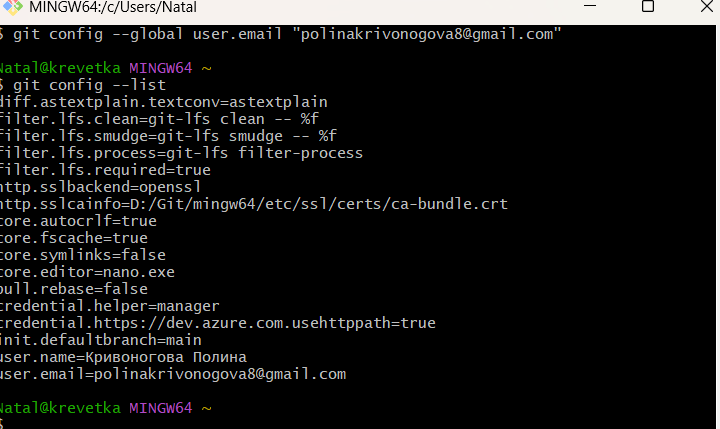 MINGW64:/c/Users/Natal
$ git config --global user.email "polinakrivonogova8@gmail.com"
Natal@krevetka MINGW64 ~
$ git config --list
diff.astextplain.textconv=astextplain
filter.lfs.clean=git-lfs clean -- %f
filter.lfs.smudge=git-lfs smudge -- %f
filter.lfs.process=git-lfs filter-process
filter.lfs.required=true
http.sslbackend=openssl
http.sslcainfo=D:/Git/mingw64/etc/ssl/certs/ca-bundle.crt
core.autocrlf=true
core.fscache=true
core.symlinks=false
core.editor=nano.exe
pull.rebase=false
credential.helper=manager
credential.https://dev.azure.com.usehttppath=true
init.defaultbranch=main
user.name=Кривоногова Полина
user.email=polinakrivonogova8@gmail.com
Natal@krevetka MINGW64 ~
$